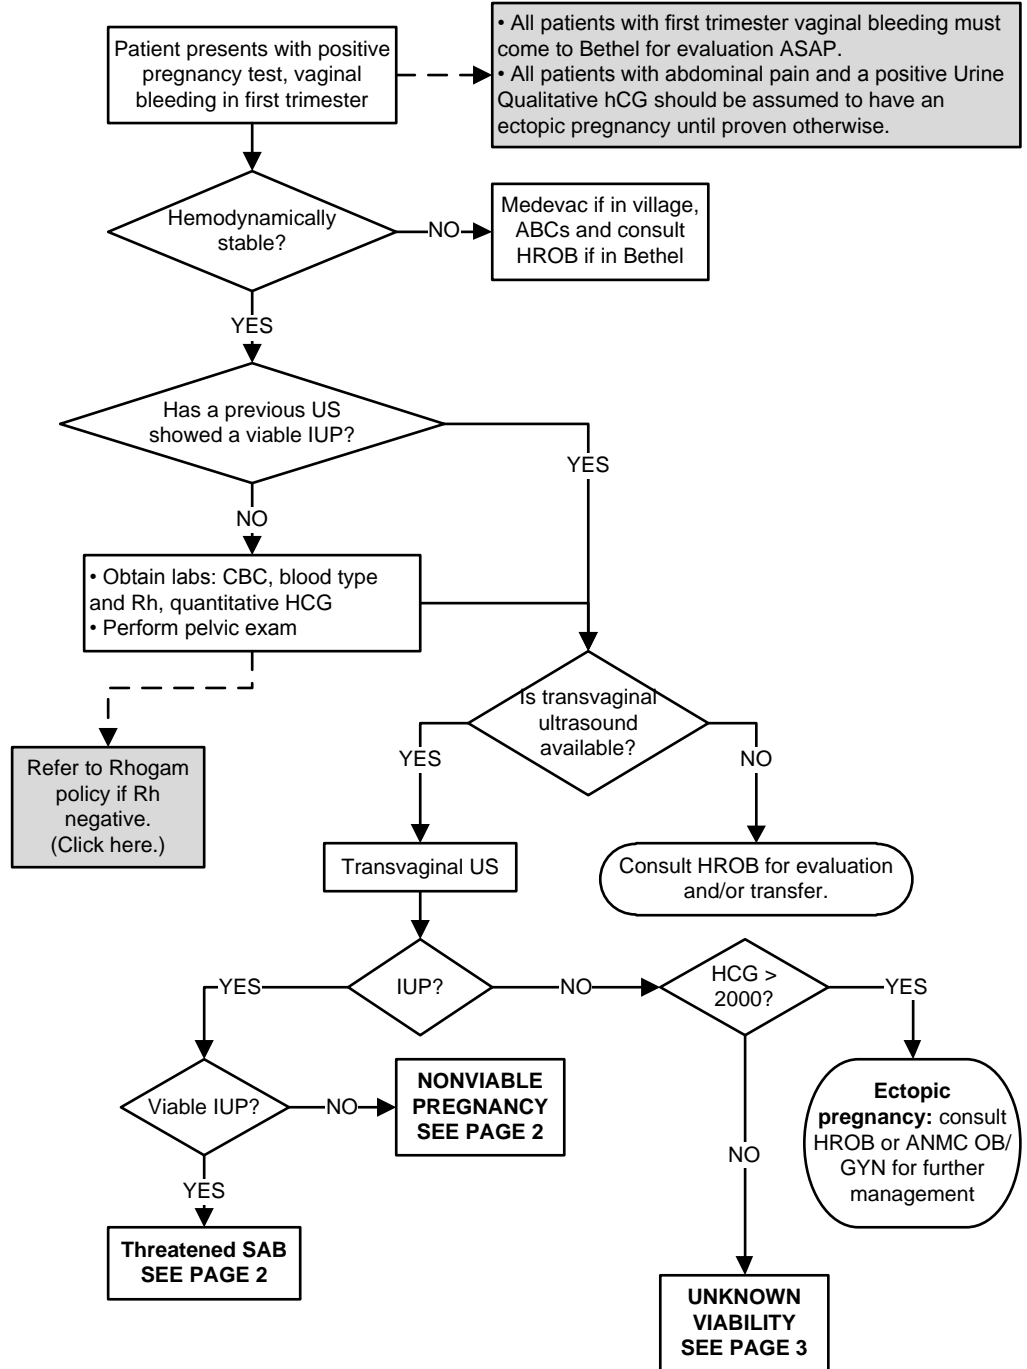 Patient presents with positive
pregnancy test, vaginal
bleeding in first trimester
• All patients with first trimester vaginal bleeding must
come to Bethel for evaluation ASAP.
• All patients with abdominal pain and a positive Urine
Qualitative hCG should be assumed to have an
ectopic pregnancy until proven otherwise.
Hemodynamically
stable?
NO
Medevac if in village,
ABCs and consult
HROB if in Bethel
YES
Has a previous US
showed a viable IUP?
YES
NO
• Obtain labs: CBC, blood type
and Rh, quantitative HCG
• Perform pelvic exam
Refer to Rhogam
policy if Rh
negative.
(Click here.)
Is transvaginal
ultrasound
available?
YES
NO
Transvaginal US
Consult HROB for evaluation
and/or transfer.
IUP?
YES
NO
HCG >
2000?
YES
Viable IUP?
NO
NONVIABLE
PREGNANCY
SEE PAGE 2
Ectopic
pregnancy: consult
HROB or ANMC OB/
GYN for further
management
NO
YES
Threatened SAB
SEE PAGE 2
UNKNOWN
VIABILITY
SEE PAGE 3